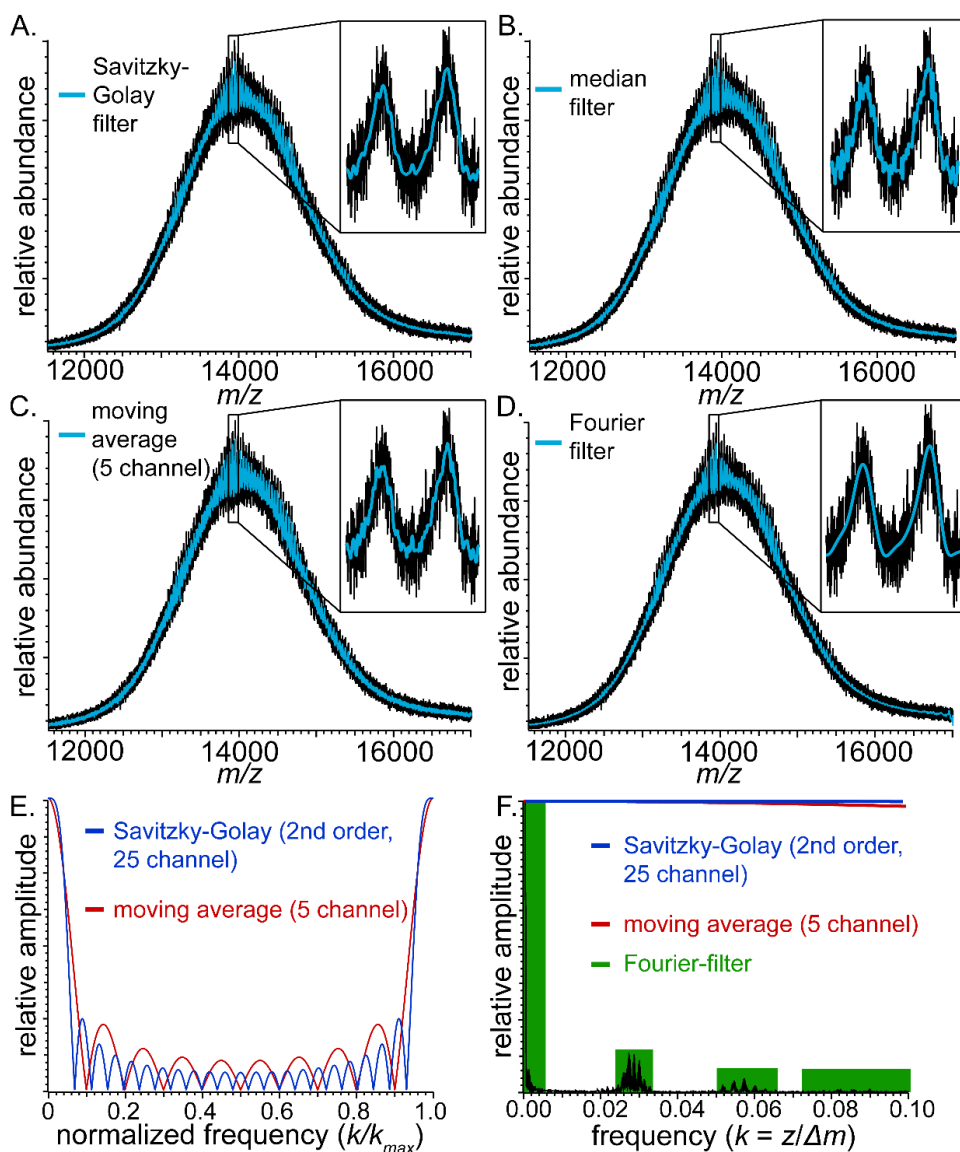 A.
Savitzky-
Golay
filter
relative abundance
12000 14000 16000
m/z
B.
median
filter
relative abundance
12000 14000 16000
m/z
C.
moving
average
(5 channel)
relative abundance
12000 14000 16000
m/z
D.
Fourier
filter
relative abundance
12000 14000 16000
m/z
E.
Savitzky-Golay (2nd order,
25 channel)
moving average (5 channel)
relative amplitude
0 0.2 0.4 0.6 0.8 1.0
normalized frequency (k/kmax)
F.
Savitzky-Golay (2nd order,
25 channel)
moving average (5 channel)
Fourier-filter
relative amplitude
0.00 0.02 0.04 0.06 0.08 0.10
frequency (k = z/Δm)